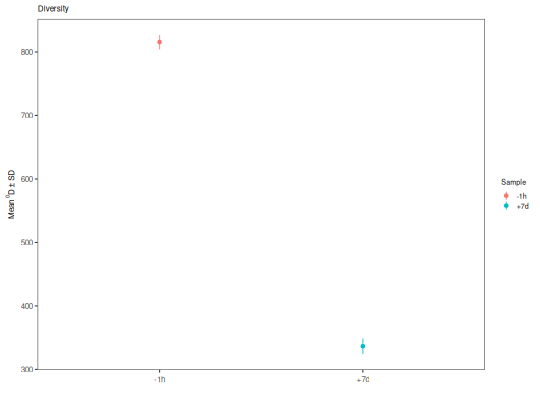 Diversity
800
700
600
500
400
300
Mean ⁰D ± SD
-1h
+7d
Sample
-1h
+7d